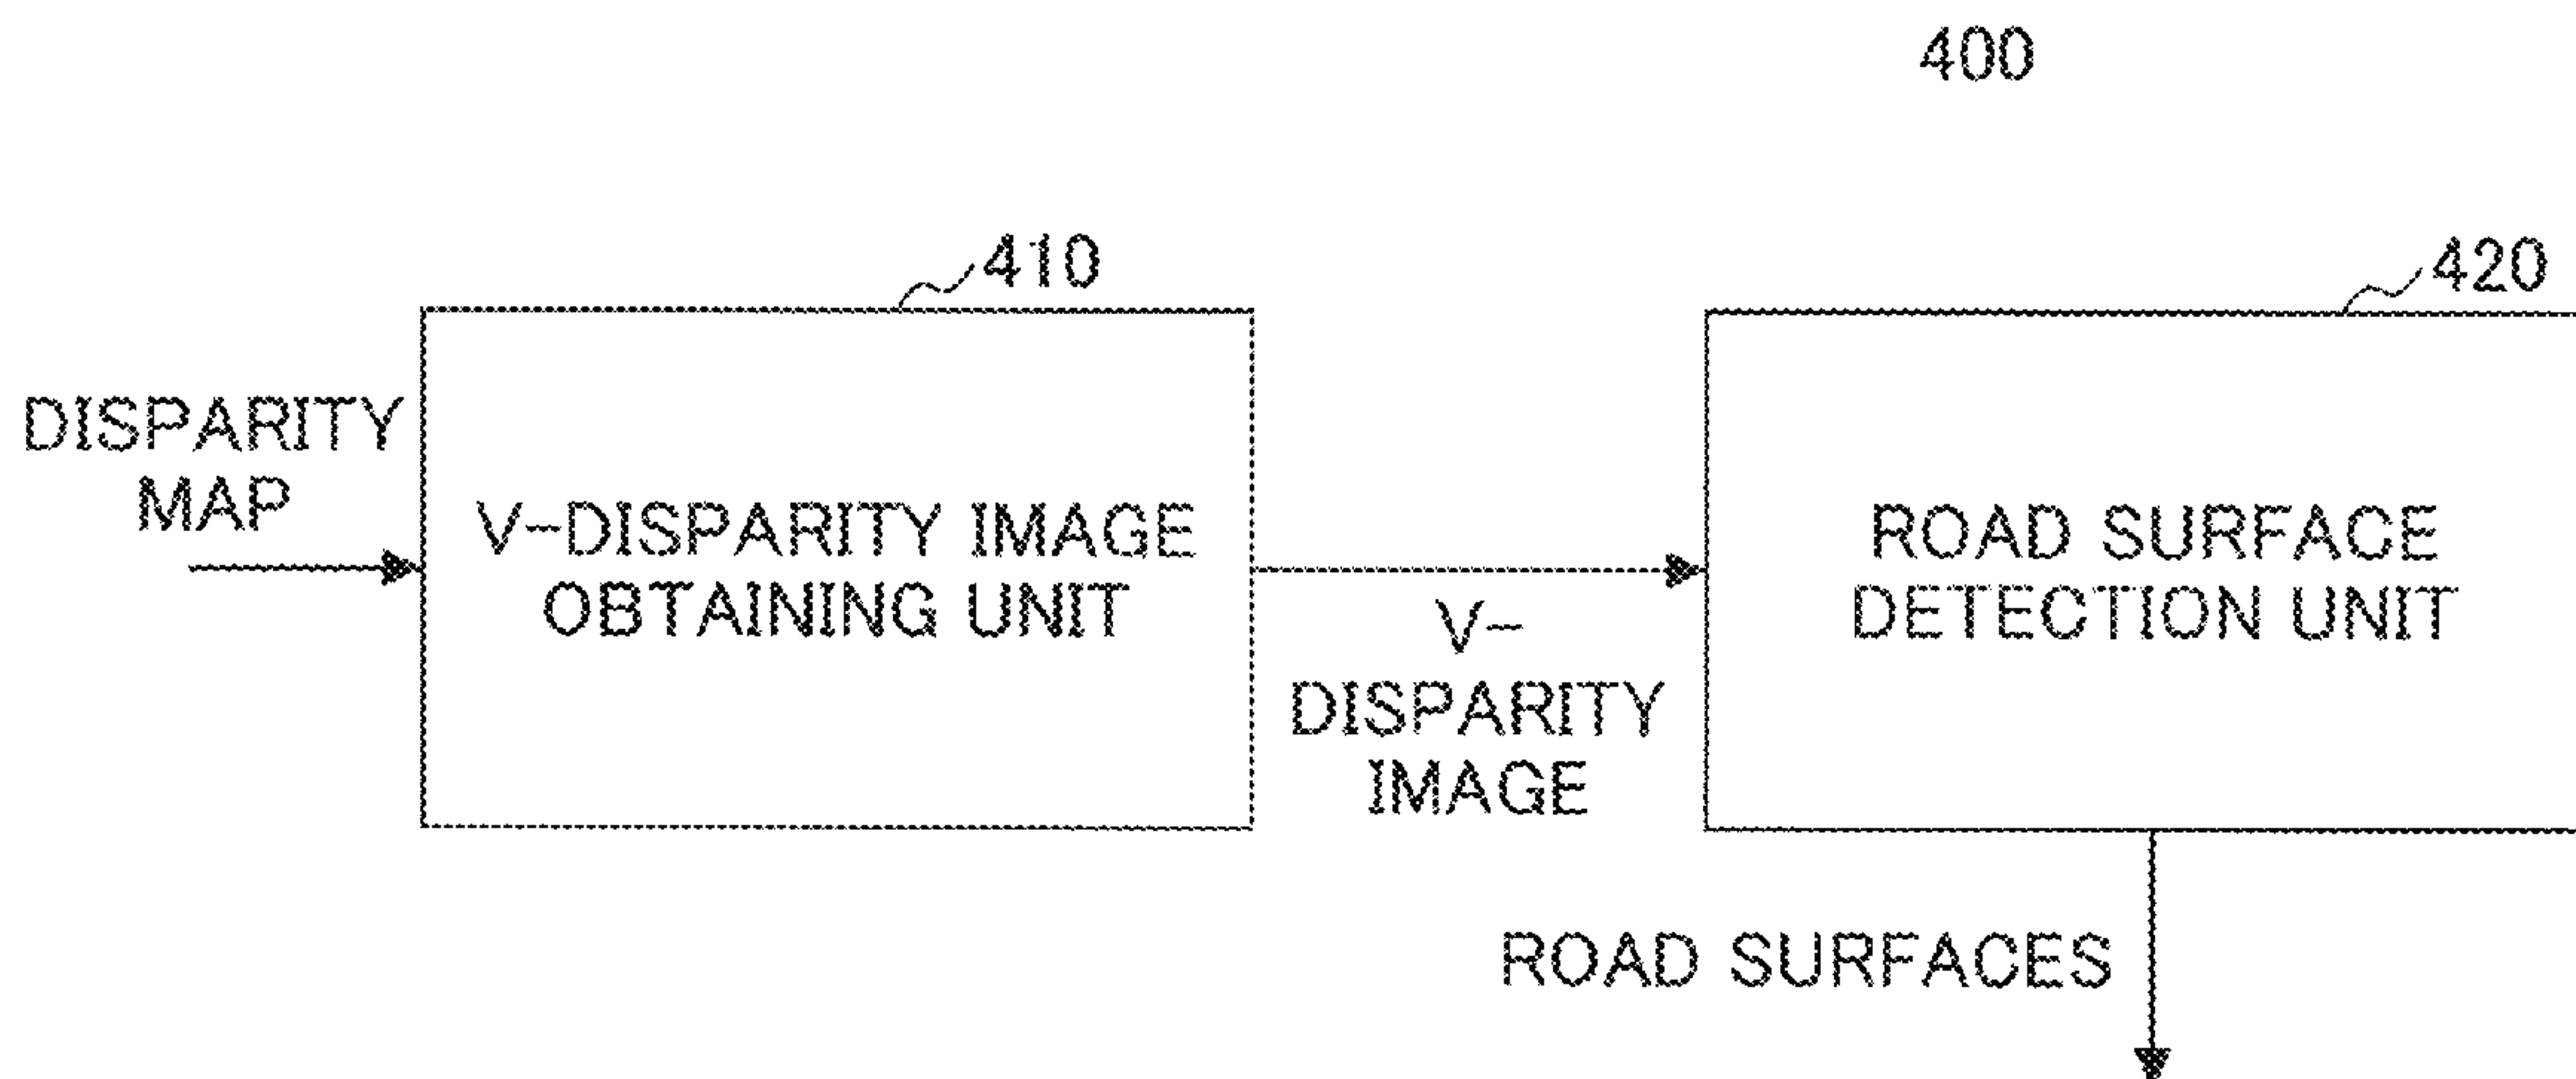 400
410
420
DISPARITY
MAP
V-DISPARITY IMAGE
OBTAINING UNIT
V-
DISPARITY
IMAGE
ROAD SURFACE
DETECTION UNIT
ROAD SURFACES